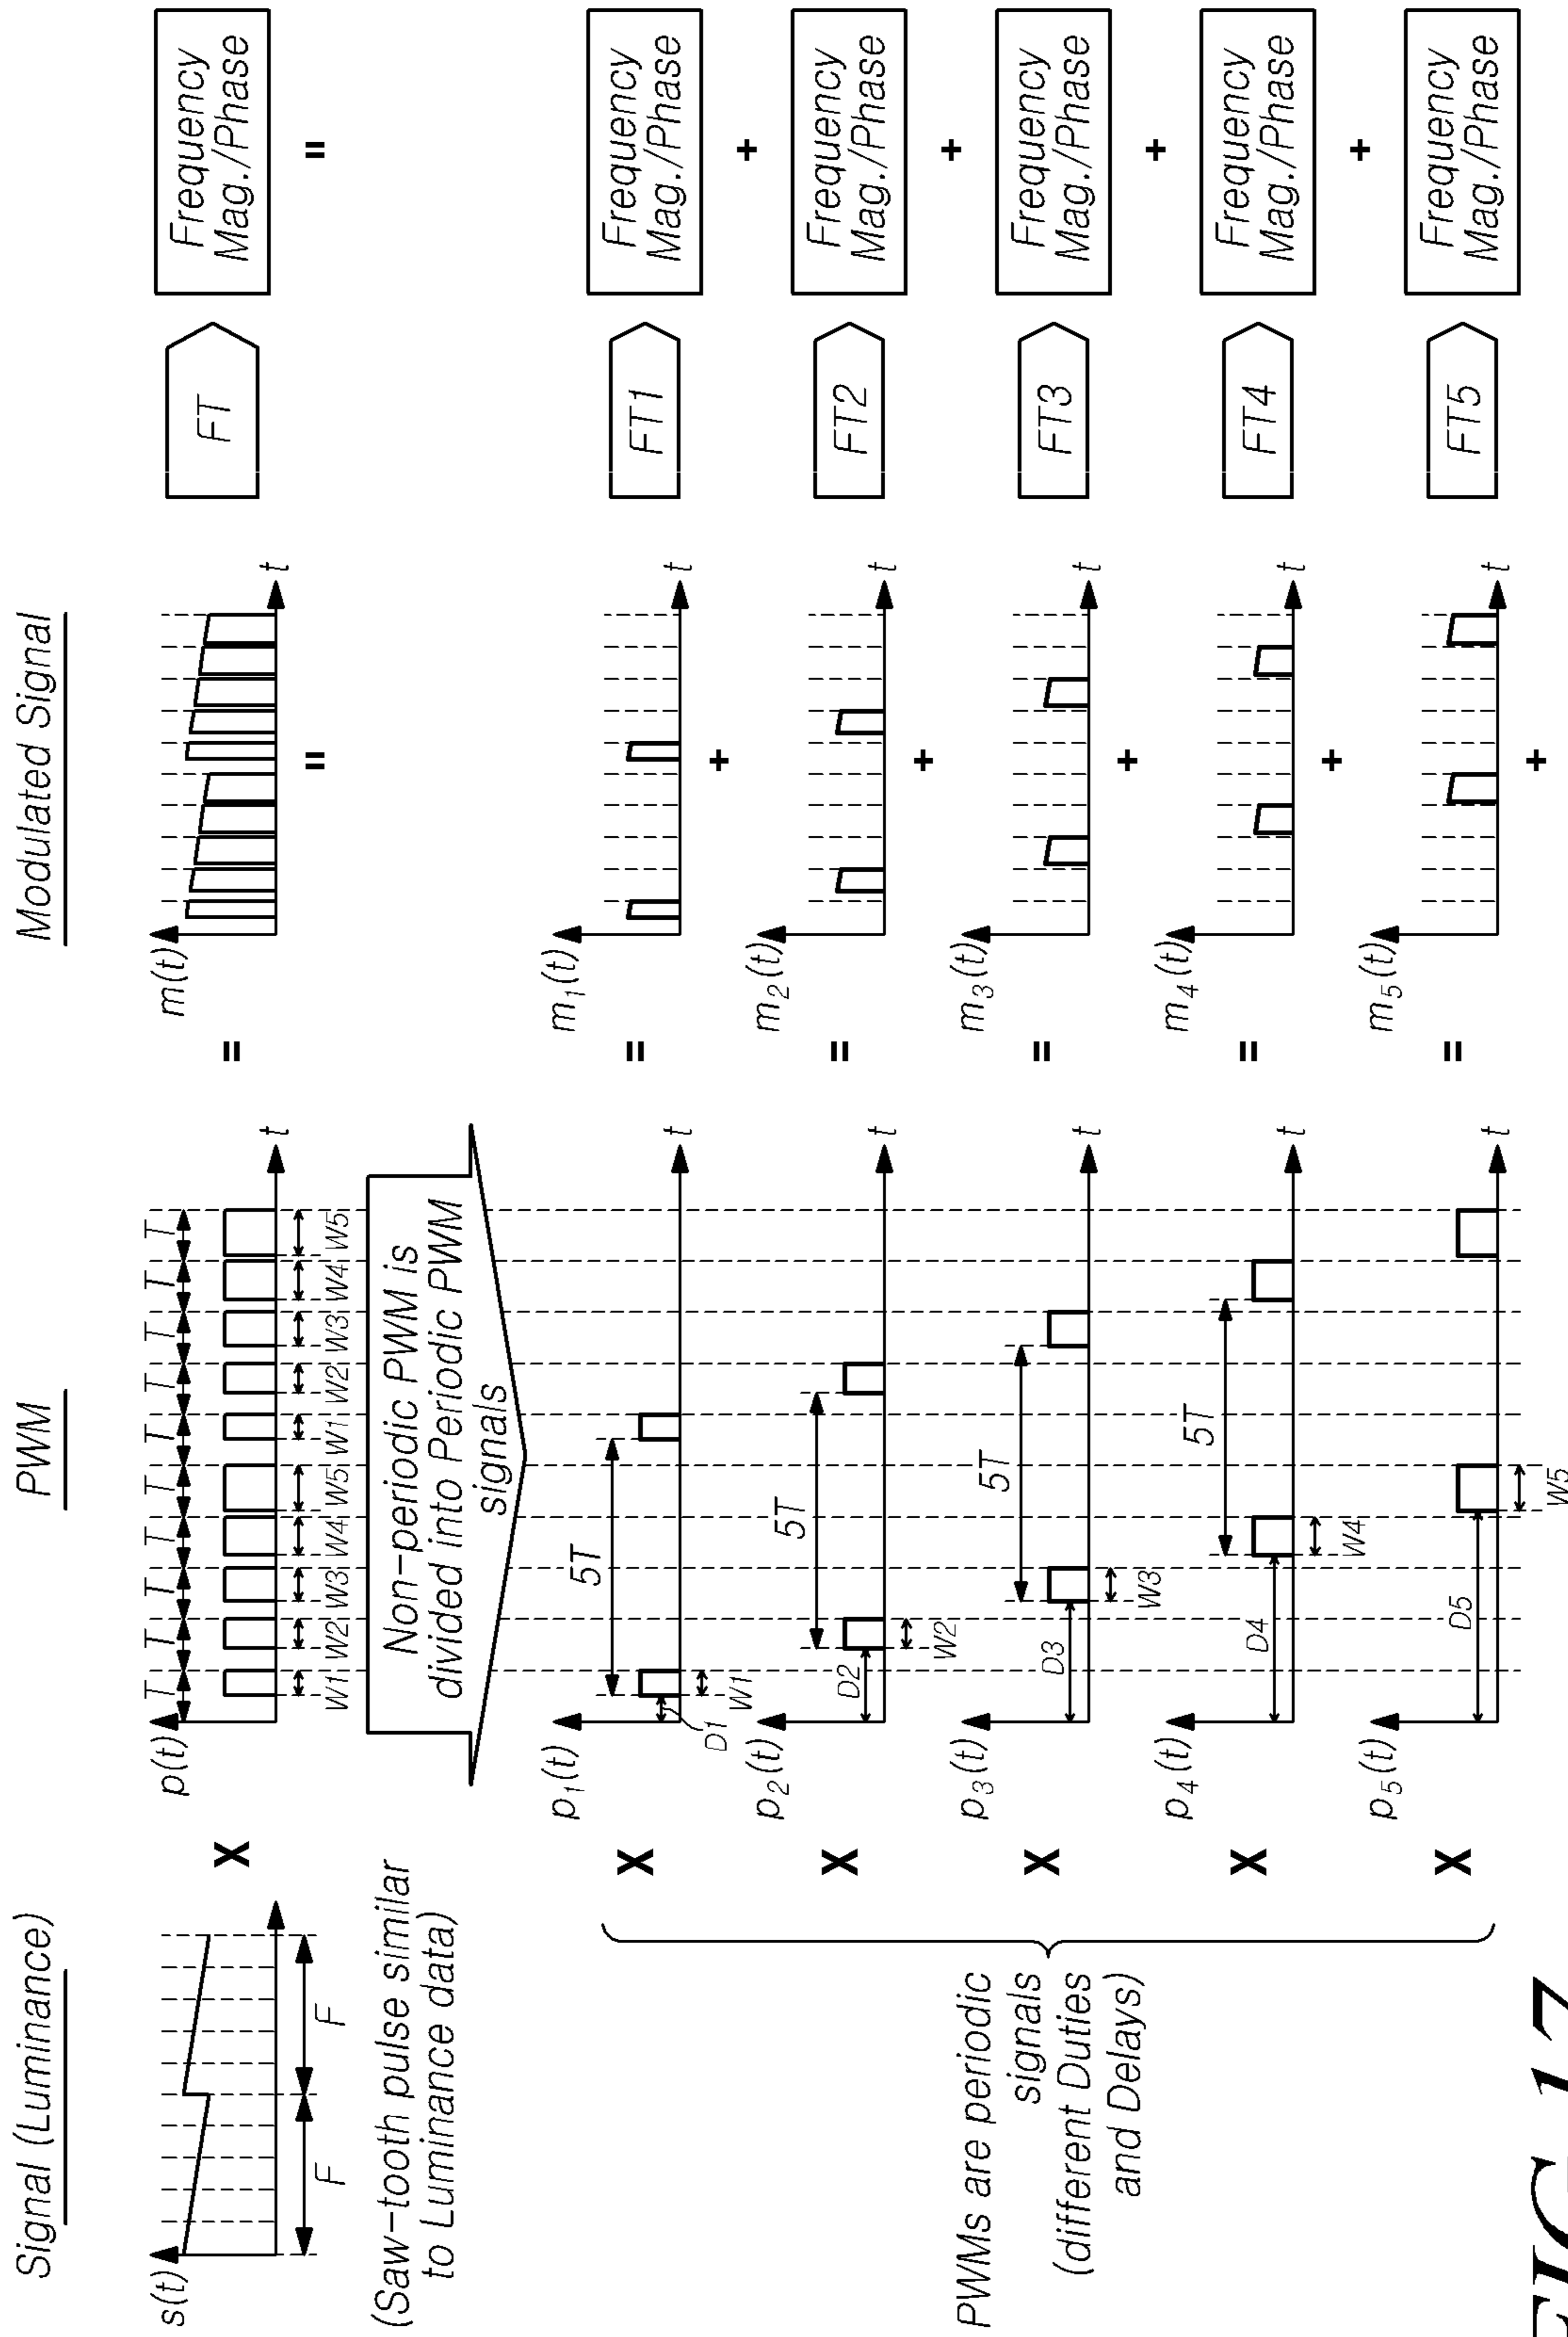 Signal (Luminance)
PWM
Modulated Signal
s(t)
F
F
(Saw-tooth pulse similar
to Luminance data)
X
p(t)
T T T T T T T T T T
t
W1 W2 W3 W4 W5 W1 W2 W3 W4 W5
=
m(t)
t
FT
Frequency
Mag./Phase
Non-periodic PWM is
divided into Periodic PWM
signals
=
=
PWMs are periodic
signals
(different Duties
and Delays)
X
p1(t)
5T
D1
W1
t
=
m1(t)
t
FT1
Frequency
Mag./Phase
+
+
X
p2(t)
5T
D2
W2
t
=
m2(t)
t
FT2
Frequency
Mag./Phase
+
+
X
p3(t)
5T
D3
W3
t
=
m3(t)
t
FT3
Frequency
Mag./Phase
+
+
X
p4(t)
5T
D4
W4
t
=
m4(t)
t
FT4
Frequency
Mag./Phase
+
+
X
p5(t)
D5
W5
t
=
m5(t)
t
FT5
Frequency
Mag./Phase
+
FIG. 17